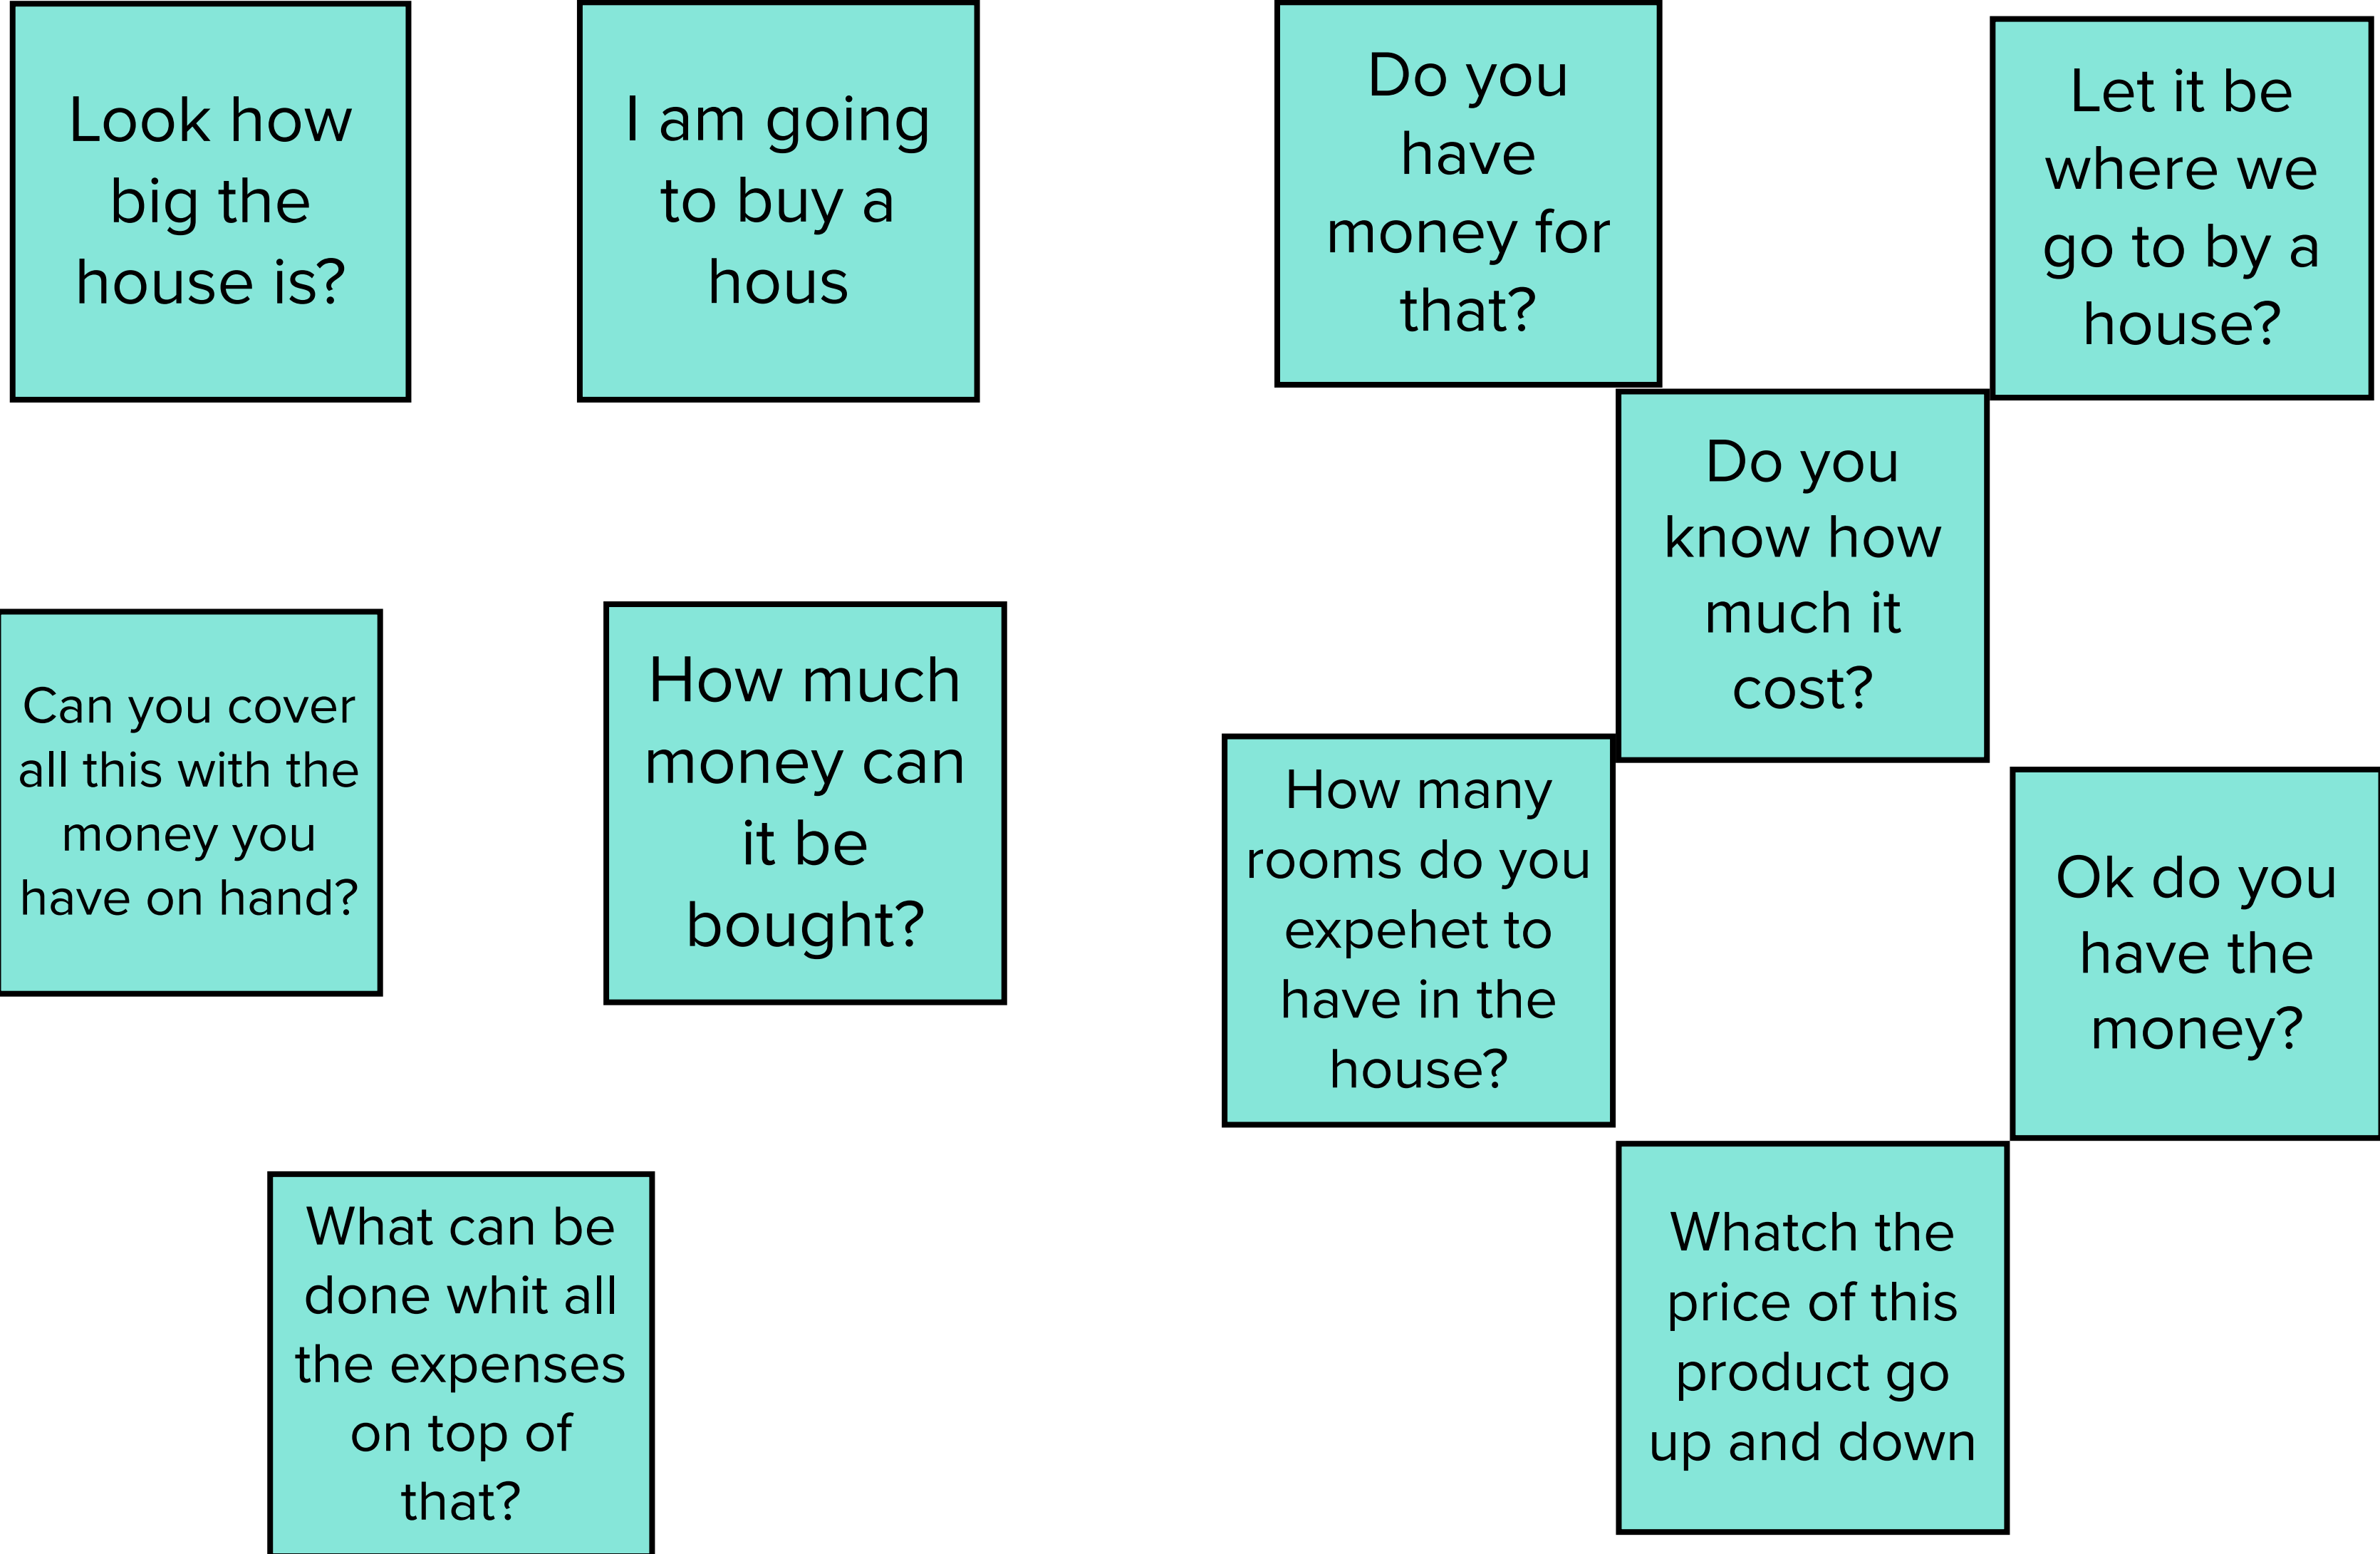 Look how
big the
house is?
I am going
to buy a
hous
Do you
have
money for
that?
Let it be
where we
go to by a
house?
Do you
know how
much it
cost?
Can you cover
all this with the
money you
have on hand?
How much
money can
it be
bought?
How many
rooms do you
expehet to
have in the
house?
Ok do you
have the
money?
What can be
done whit all
the expenses
on top of
that?
Whatch the
price of this
product go
up and down